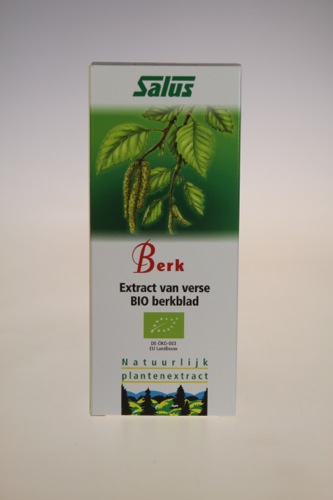 Salus
Berk
Extract van verse
BIO berkblad
DE-ÖKO-003
EU Landbouw
Natuurlijk
plantenextract